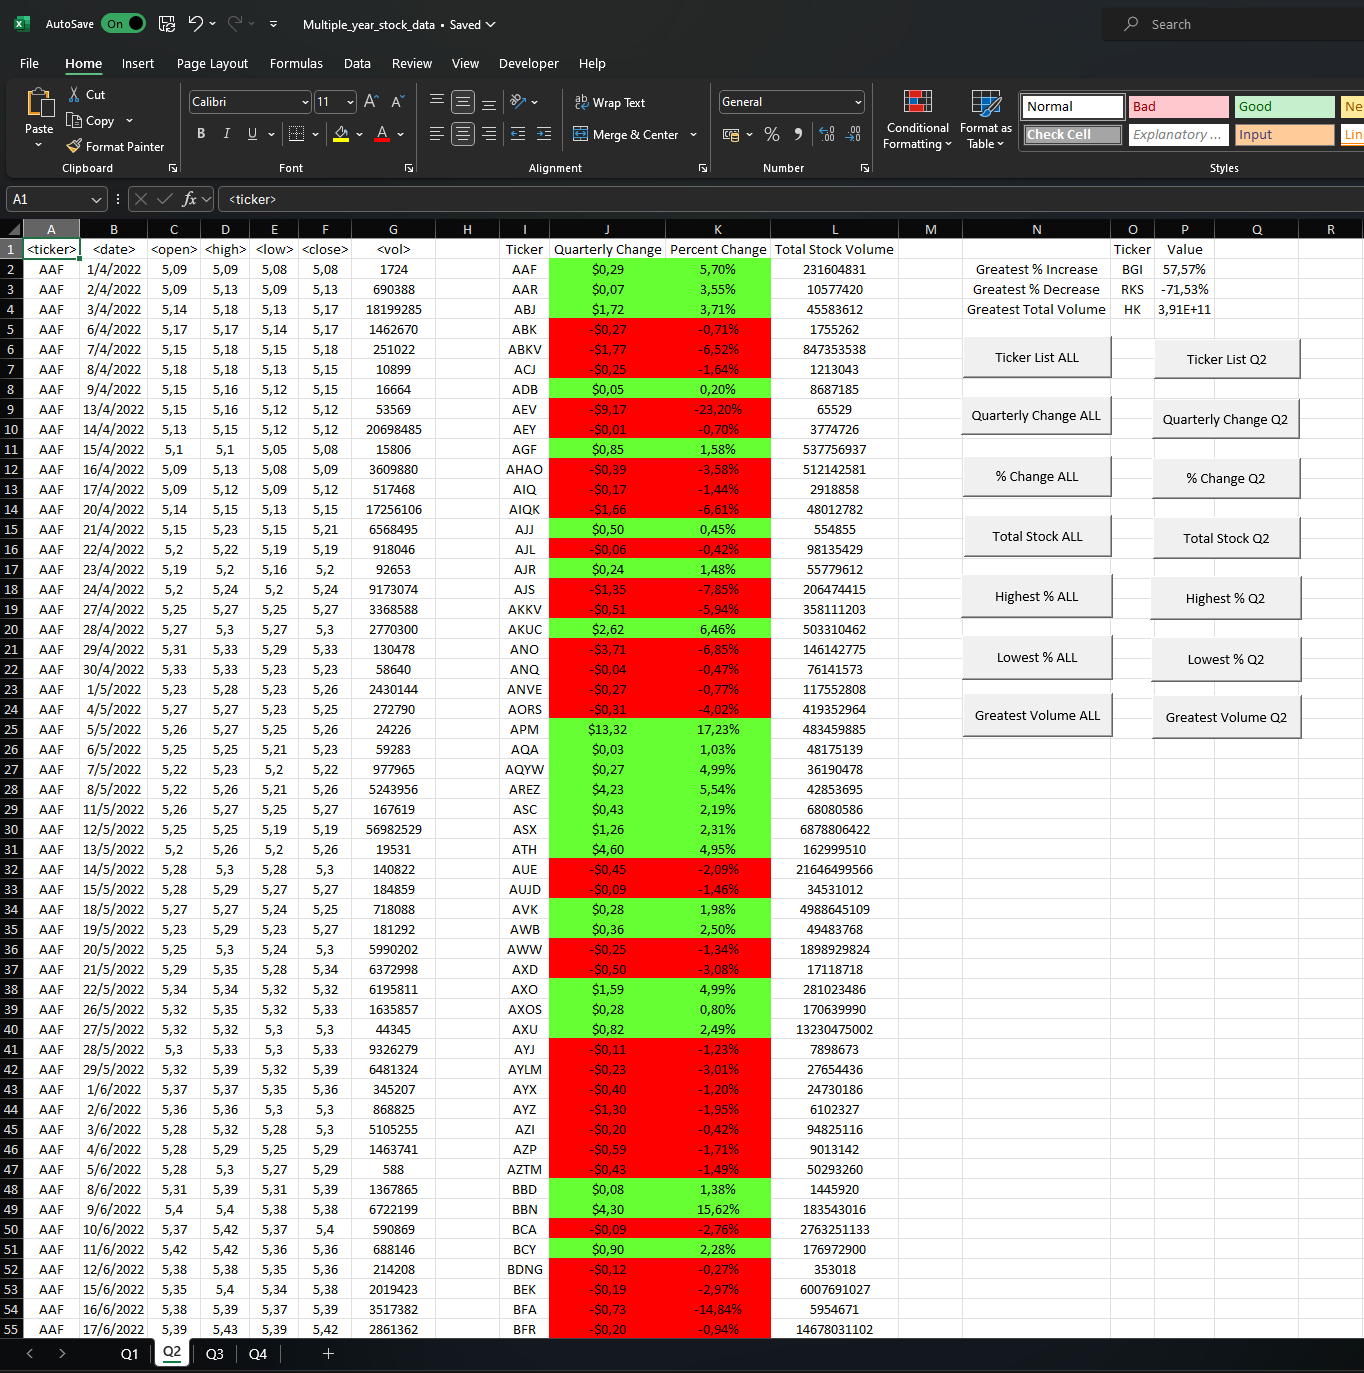 AutoSave On Multiple_year_stock_data • Saved Search
File Home Insert Page Layout Formulas Data Review View Developer Help
Paste Cut Copy Format Painter Clipboard
Calibri 11 B I U A A Font
Wrap Text Merge & Center Alignment
General % Number
Conditional Formatting Format as Table
Normal Bad Good Ne
Check Cell Explanatory ... Input Lin
Styles
A1 fx <ticker>
A B C D E F G H I J K L M N O P Q R
1 <ticker> <date> <open> <high> <low> <close> <vol> Ticker Quarterly Change Percent Change Total Stock Volume Ticker Value
2 AAF 1/4/2022 5,09 5,09 5,08 5,08 1724 AAF $0,29 5,70% 231604831 Greatest % Increase BGI 57,57%
3 AAF 2/4/2022 5,09 5,13 5,09 5,13 690388 AAR $0,07 3,55% 10577420 Greatest % Decrease RKS -71,53%
4 AAF 3/4/2022 5,14 5,18 5,13 5,17 18199285 ABJ $1,72 3,71% 45583612 Greatest Total Volume HK 3,91E+11
5 AAF 6/4/2022 5,17 5,17 5,14 5,17 1462670 ABK -$0,27 -0,71% 1755262
6 AAF 7/4/2022 5,15 5,18 5,15 5,18 251022 ABKV -$1,77 -6,52% 847353538
7 AAF 8/4/2022 5,18 5,18 5,13 5,15 10899 ACJ -$0,25 -1,64% 1213043
8 AAF 9/4/2022 5,15 5,16 5,12 5,15 16664 ADB $0,05 0,20% 8687185
9 AAF 13/4/2022 5,15 5,16 5,12 5,12 53569 AEV -$9,17 -23,20% 65529
10 AAF 14/4/2022 5,13 5,15 5,12 5,12 20698485 AEY -$0,01 -0,70% 3774726
11 AAF 15/4/2022 5,1 5,1 5,05 5,08 15806 AGF $0,85 1,58% 537756937
12 AAF 16/4/2022 5,09 5,13 5,08 5,09 3609880 AHAO -$0,39 -3,58% 512142581
13 AAF 17/4/2022 5,09 5,12 5,09 5,12 517468 AIQ -$0,17 -1,44% 2918858
14 AAF 20/4/2022 5,14 5,15 5,13 5,15 17256106 AIQK -$1,66 -6,61% 48012782
15 AAF 21/4/2022 5,15 5,23 5,15 5,21 6568495 AJJ $0,50 0,45% 554855
16 AAF 22/4/2022 5,2 5,22 5,19 5,19 918046 AJL -$0,06 -0,42% 98135429
17 AAF 23/4/2022 5,19 5,2 5,16 5,2 92653 AJR $0,24 1,48% 55779612
18 AAF 24/4/2022 5,2 5,24 5,2 5,24 9173074 AJS -$1,35 -7,85% 206474415
19 AAF 27/4/2022 5,25 5,27 5,25 5,27 3368588 AKKV -$0,51 -5,94% 358111203
20 AAF 28/4/2022 5,27 5,3 5,27 5,3 2770300 AKUC $2,62 6,46% 503310462
21 AAF 29/4/2022 5,31 5,33 5,29 5,33 130478 ANO -$3,71 -6,85% 146142775
22 AAF 30/4/2022 5,33 5,33 5,23 5,23 58640 ANQ -$0,04 -0,47% 76141573
23 AAF 1/5/2022 5,23 5,28 5,23 5,26 2430144 ANVE -$0,27 -0,77% 117552808
24 AAF 4/5/2022 5,27 5,27 5,23 5,25 272790 AORS -$0,31 -4,02% 419352964
25 AAF 5/5/2022 5,26 5,27 5,25 5,26 24226 APM $13,32 17,23% 483459885
26 AAF 6/5/2022 5,25 5,25 5,21 5,23 59283 AQA $0,03 1,03% 48175139
27 AAF 7/5/2022 5,22 5,23 5,2 5,22 977965 AQYW $0,27 4,99% 36190478
28 AAF 8/5/2022 5,22 5,26 5,21 5,26 5243956 AREZ $4,23 5,54% 42853695
29 AAF 11/5/2022 5,26 5,27 5,25 5,27 167619 ASC $0,43 2,19% 68080586
30 AAF 12/5/2022 5,25 5,25 5,19 5,19 56982529 ASX $1,26 2,31% 6878806422
31 AAF 13/5/2022 5,2 5,26 5,2 5,26 19531 ATH $4,60 4,95% 162999510
32 AAF 14/5/2022 5,28 5,3 5,28 5,3 140822 AUE -$0,45 -2,09% 21646499566
33 AAF 15/5/2022 5,28 5,29 5,27 5,27 184859 AUJD -$0,09 -1,46% 34531012
34 AAF 18/5/2022 5,27 5,27 5,24 5,25 718088 AVK $0,28 1,98% 4988645109
35 AAF 19/5/2022 5,23 5,29 5,23 5,27 181292 AWB $0,36 2,50% 49483768
36 AAF 20/5/2022 5,25 5,3 5,24 5,3 5990202 AWW -$0,25 -1,34% 1898929824
37 AAF 21/5/2022 5,29 5,35 5,28 5,34 6372998 AXD -$0,50 -3,08% 17118718
38 AAF 22/5/2022 5,34 5,34 5,32 5,32 6195811 AXO $1,59 4,99% 281023486
39 AAF 26/5/2022 5,32 5,35 5,32 5,33 1635857 AXOS $0,28 0,80% 170639990
40 AAF 27/5/2022 5,32 5,32 5,3 5,3 44345 AXU $0,82 2,49% 13230475002
41 AAF 28/5/2022 5,3 5,33 5,3 5,33 9326279 AYJ -$0,11 -1,23% 7898673
42 AAF 29/5/2022 5,32 5,39 5,32 5,39 6481324 AYLM -$0,23 -3,01% 27654436
43 AAF 1/6/2022 5,37 5,37 5,35 5,36 345207 AYX -$0,40 -1,20% 24730186
44 AAF 2/6/2022 5,36 5,36 5,3 5,3 868825 AYZ -$1,30 -1,95% 6102327
45 AAF 3/6/2022 5,28 5,32 5,28 5,3 5105255 AZI -$0,20 -0,42% 94825116
46 AAF 4/6/2022 5,28 5,29 5,25 5,29 1463741 AZP -$0,59 -1,71% 9013142
47 AAF 5/6/2022 5,28 5,3 5,27 5,29 588 AZTM -$0,43 -1,49% 50293260
48 AAF 8/6/2022 5,31 5,39 5,31 5,39 1367865 BBD $0,08 1,38% 1445920
49 AAF 9/6/2022 5,4 5,4 5,38 5,38 6722199 BBN $4,30 15,62% 183543016
50 AAF 10/6/2022 5,37 5,42 5,37 5,4 590869 BCA -$0,09 -2,76% 2763251133
51 AAF 11/6/2022 5,42 5,42 5,36 5,36 688146 BCY $0,90 2,28% 176972900
52 AAF 12/6/2022 5,38 5,38 5,35 5,36 214208 BDNG -$0,12 -0,27% 353018
53 AAF 15/6/2022 5,35 5,4 5,34 5,38 2019423 BEK -$0,19 -2,97% 6007691027
54 AAF 16/6/2022 5,38 5,39 5,37 5,39 3517382 BFA -$0,73 -14,84% 5954671
55 AAF 17/6/2022 5,39 5,43 5,39 5,42 2861362 BFR -$0,20 -0,94% 14678031102
Ticker List ALL Ticker List Q2
Quarterly Change ALL Quarterly Change Q2
% Change ALL % Change Q2
Total Stock ALL Total Stock Q2
Highest % ALL Highest % Q2
Lowest % ALL Lowest % Q2
Greatest Volume ALL Greatest Volume Q2
Q1 Q2 Q3 Q4